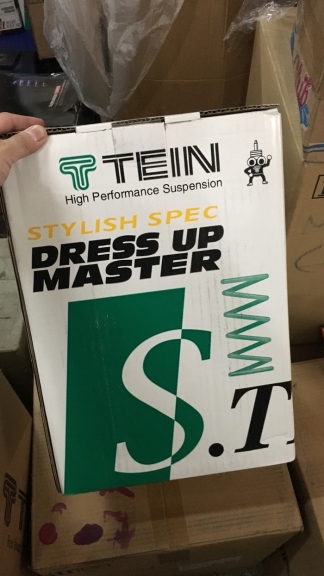 TEIN
High Performance Suspension
STYLISH SPEC
DRESS UP
MASTER
S.T